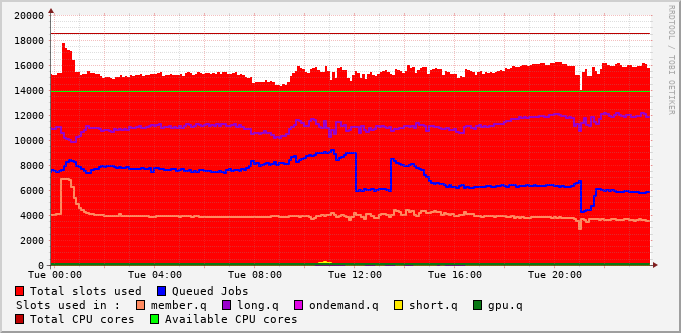 20000
18000
16000
14000
12000
10000
8000
6000
4000
2000
0
Tue 00:00 Tue 04:00 Tue 08:00 Tue 12:00 Tue 16:00 Tue 20:00
Total slots used Queued Jobs
Slots used in : member.q long.q ondemand.q short.q gpu.q
Total CPU cores Available CPU cores
RRDTOOL / TOBI OETIKER